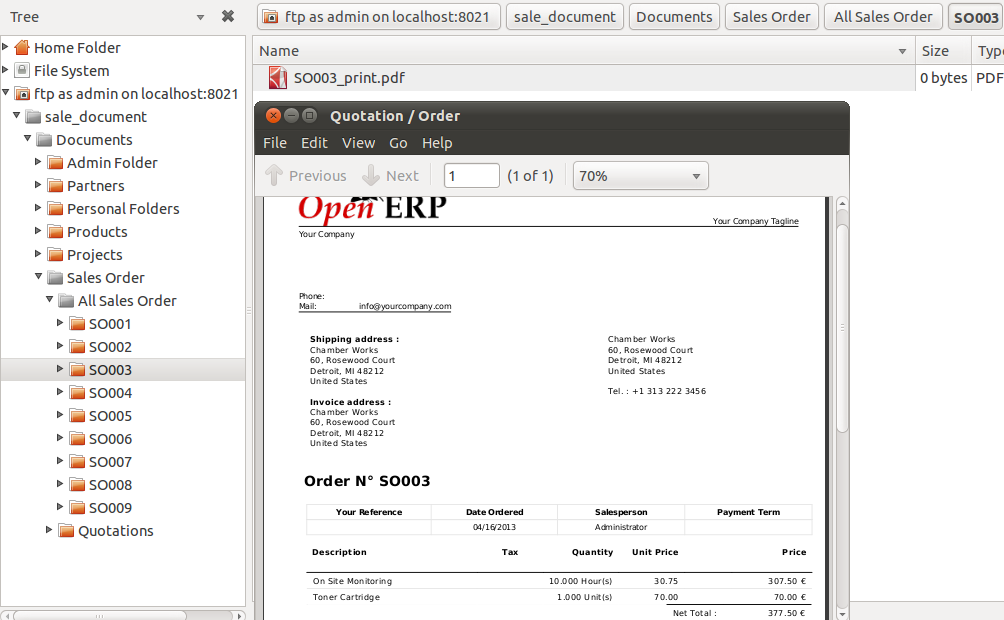 Tree
Home Folder
File System
ftp as admin on localhost:8021
sale_document
Documents
Admin Folder
Partners
Personal Folders
Products
Projects
Sales Order
All Sales Order
SO001
SO002
SO003
SO004
SO005
SO006
SO007
SO008
SO009
Quotations
ftp as admin on localhost:8021 sale_document Documents Sales Order All Sales Order SO003
Name Size Type
SO003_print.pdf 0 bytes PDF
Quotation / Order
File Edit View Go Help
Previous Next 1 (1 of 1) 70%
Open ERP
Your Company Tagline
Your Company
Phone:
Mail: info@yourcompany.com
Shipping address :
Chamber Works
60, Rosewood Court
Detroit, MI 48212
United States
Invoice address :
Chamber Works
60, Rosewood Court
Detroit, MI 48212
United States
Chamber Works
60, Rosewood Court
Detroit, MI 48212
United States
Tel. : +1 313 222 3456
Order N° SO003
Your Reference Date Ordered Salesperson Payment Term
04/16/2013 Administrator
Description Tax Quantity Unit Price Price
On Site Monitoring 10.000 Hour(s) 30.75 307.50 €
Toner Cartridge 1.000 Unit(s) 70.00 70.00 €
Net Total : 377.50 €